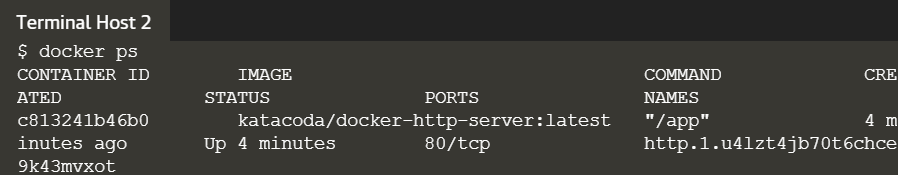 Terminal Host 2
$ docker ps
CONTAINER ID        IMAGE                                COMMAND             CRE
ATED             STATUS              PORTS               NAMES
c813241b46b0        katacoda/docker-http-server:latest   "/app"              4 m
inutes ago       Up 4 minutes        80/tcp              http.1.u4lzt4jb70t6chce
9k43mvxot